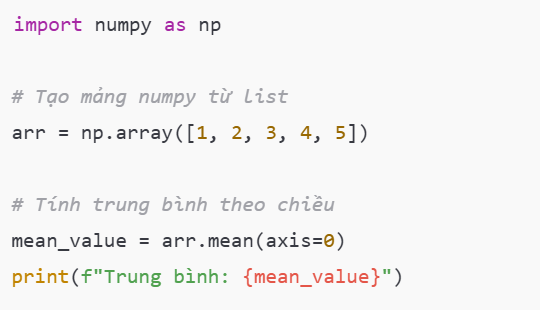 import numpy as np
# Tạo mảng numpy từ list
arr = np.array([1, 2, 3, 4, 5])
# Tính trung bình theo chiều
mean_value = arr.mean(axis=0)
print(f"Trung bình: {mean_value}")